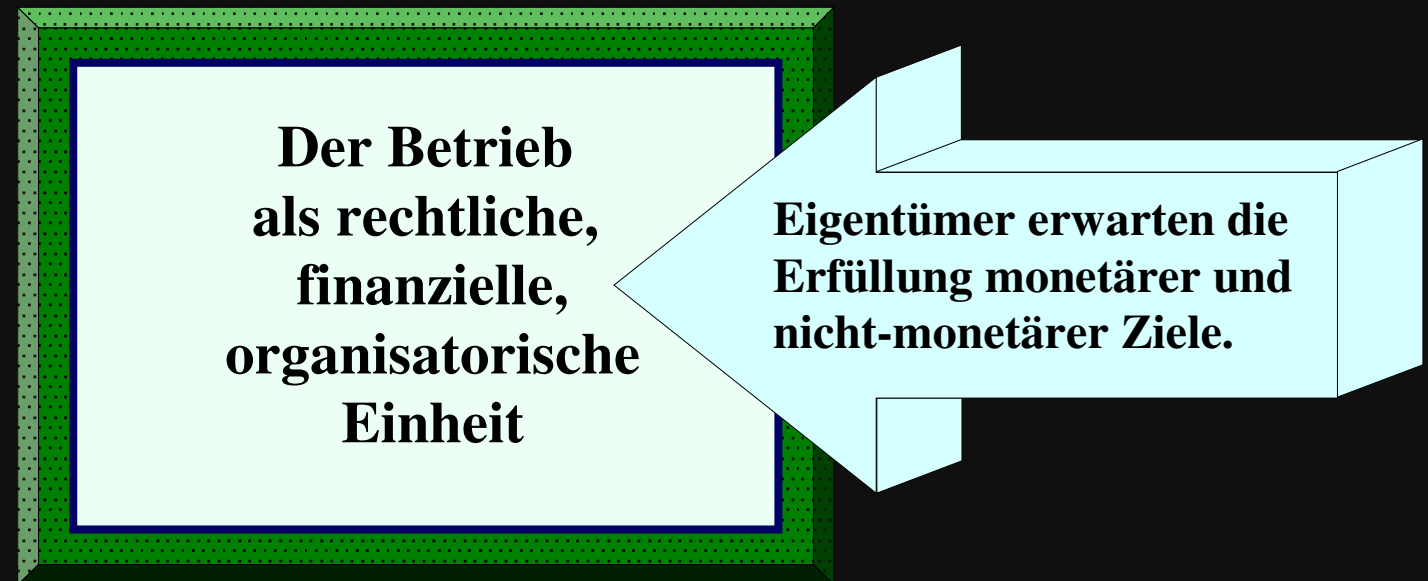 Der Betrieb
als rechtliche,
finanzielle,
organisatorische
Einheit
Eigentümer erwarten die
Erfüllung monetärer und
nicht-monetärer Ziele.